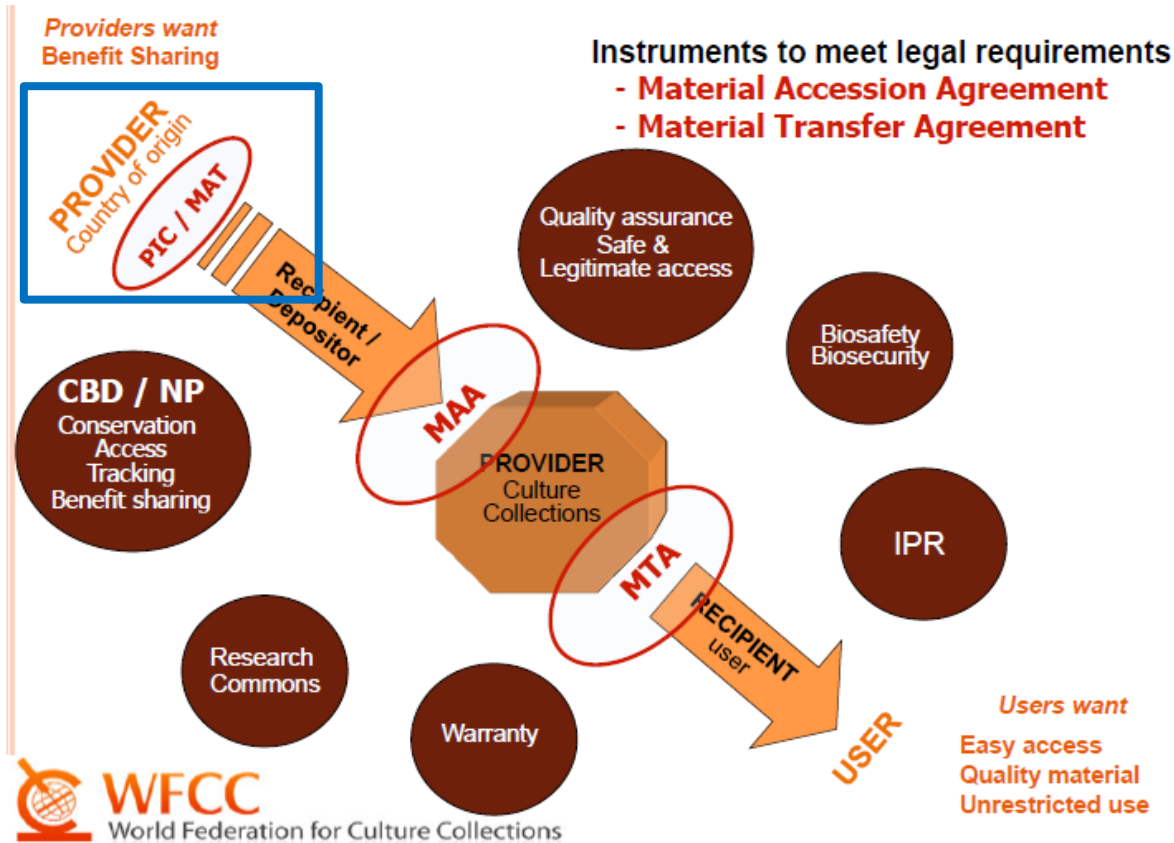 Providers want
Benefit Sharing
Instruments to meet legal requirements
- Material Accession Agreement
- Material Transfer Agreement
PROVIDER
Country of origin
PIC / MAT
Recipient /
Depositor
Quality assurance
Safe &
Legitimate access
Biosafety
Biosecurity
CBD / NP
Conservation
Access
Tracking
Benefit sharing
MAA
PROVIDER
Culture
Collections
MTA
IPR
RECIPIENT
user
Research
Commons
Warranty
USER
Users want
Easy access
Quality material
Unrestricted use
WFCC
World Federation for Culture Collections